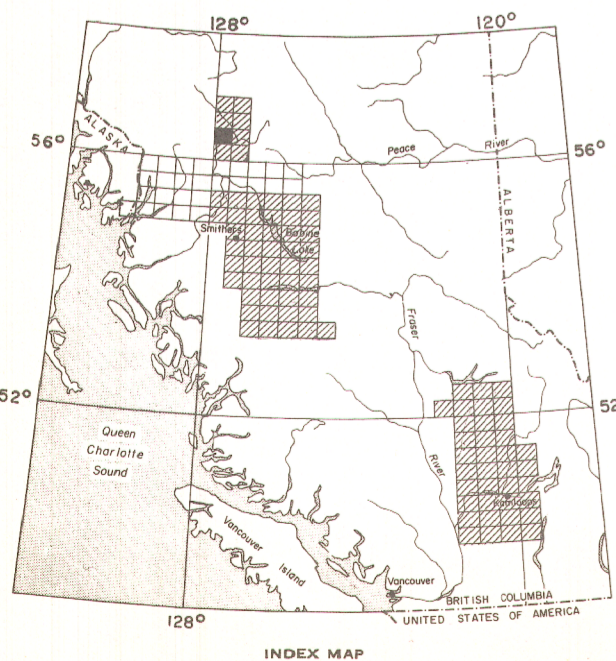 128°
120°
ALASKA
56°
Peace
River
56°
ALBERTA
Smithers
Babine
Lake
Fraser
52°
52
Queen
Charlotte
Sound
River
Kamloops
Vancouver
Island
Vancouver
BRITISH COLUMBIA
UNITED STATES OF AMERICA
128°
INDEX MAP